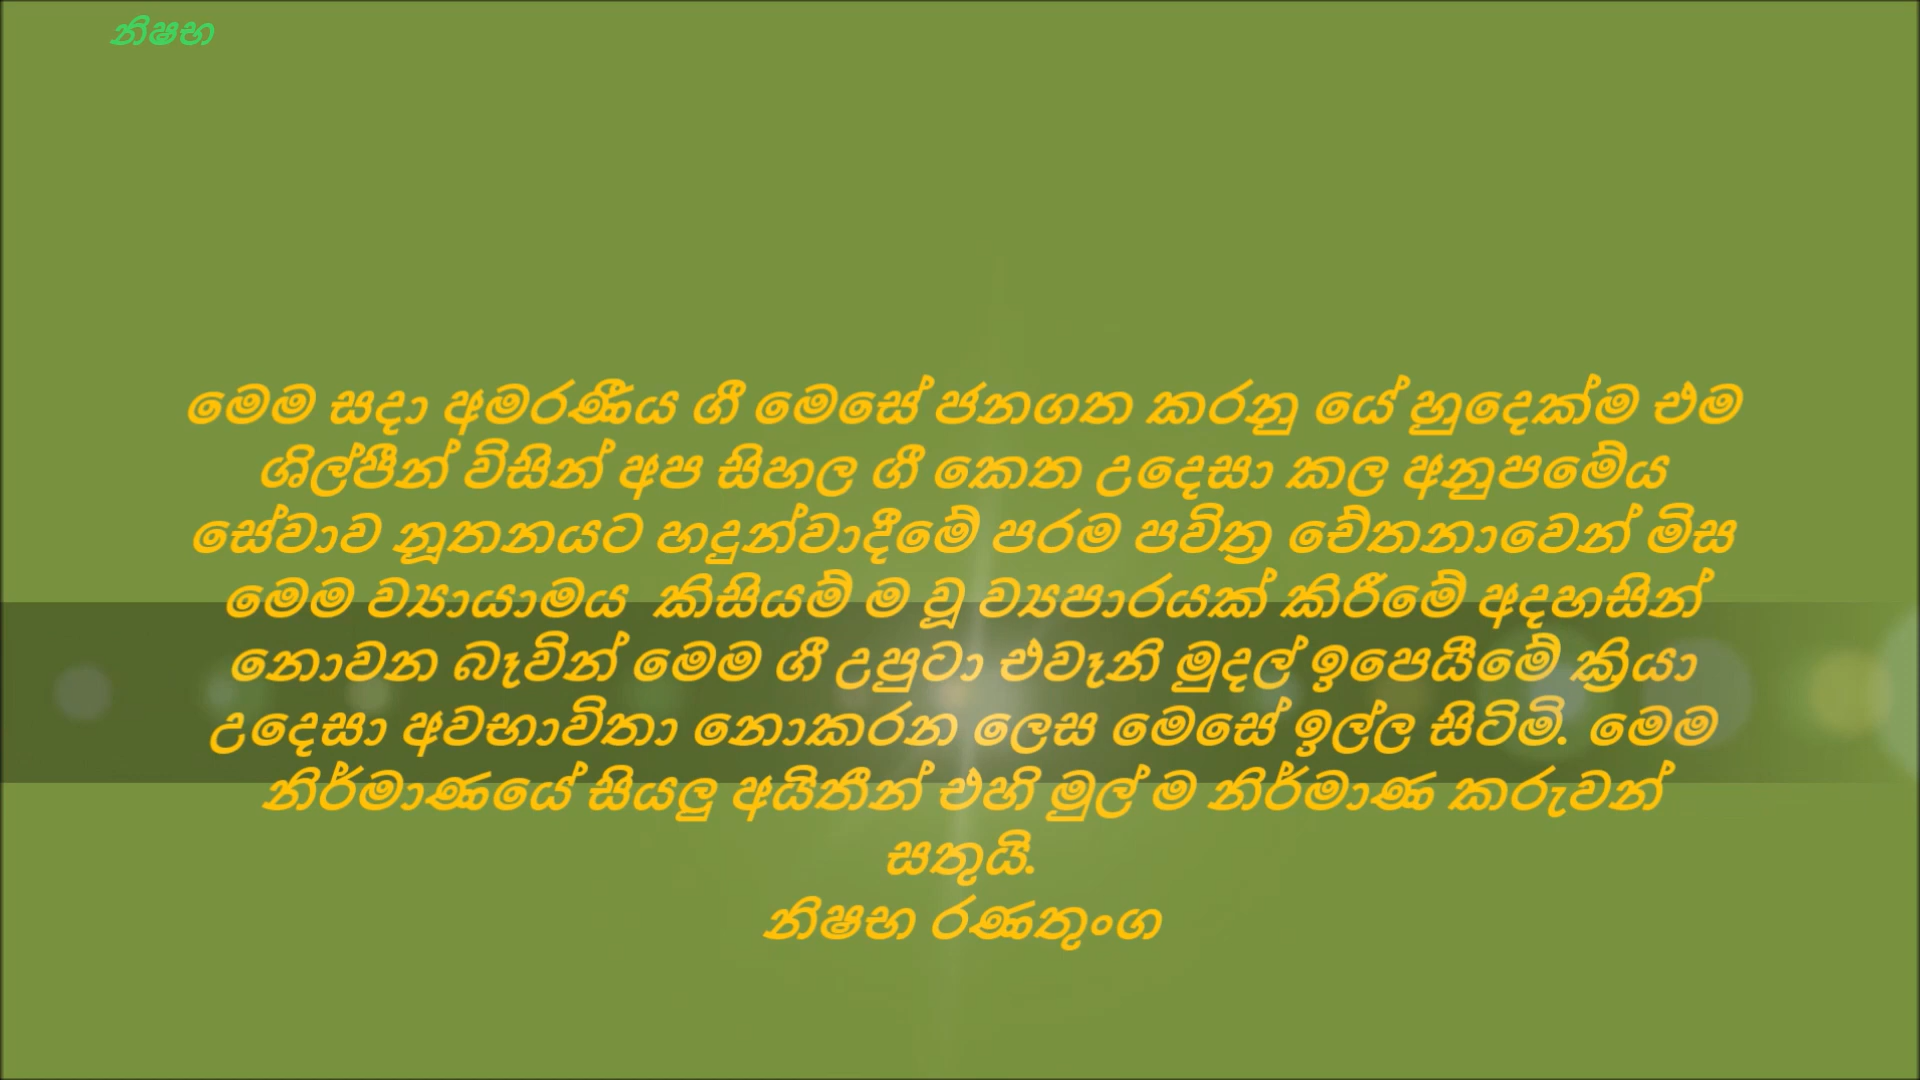 නිෂභ
මෙම සදා අමරණීය ගී මෙසේ ජනගත කරනු යේ හුදෙක්ම එම
ශිල්පීන් විසින් අප සිහල ගී කෙත උදෙසා කල අනුපමේය
සේවාව නූතනයට හදුන්වාදීමේ පරම පවිත්‍ර චේතනාවෙන් මිස
මෙම ව්‍යායාමය කිසියම් ම වූ ව්‍යපාරයක් කිරීමේ අදහසින්
නොවන බැවින් මෙම ගී උපුටා එවැනි මුදල් ඉපෙයීමේ ක්‍රියා
උදෙසා අවභාවිතා නොකරන ලෙස මෙසේ ඉල්ල සිටිමි. මෙම
නිර්මාණයේ සියලු අයිතීන් එහි මුල් ම නිර්මාණ කරුවන්
සතුයි.
නිෂභ රණතුංග